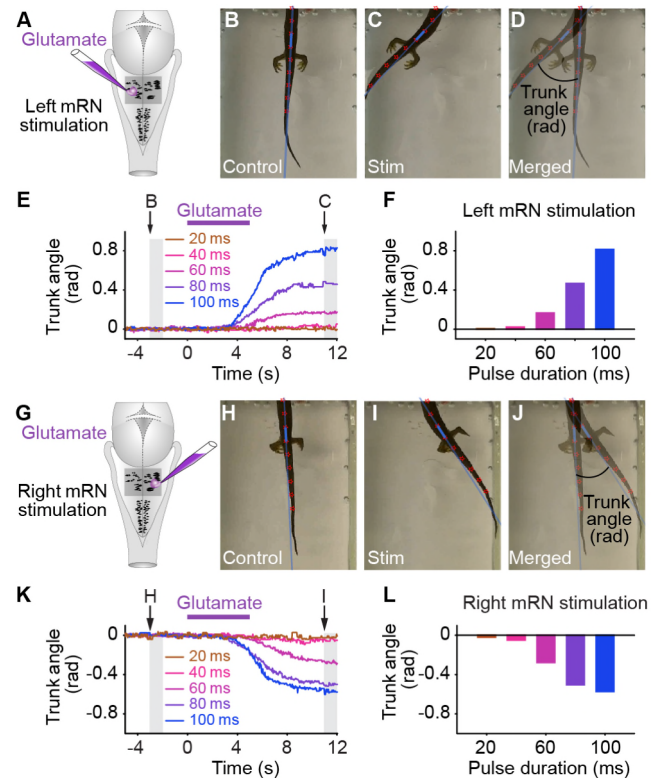 A
Glutamate
Left mRN
stimulation
B
Control
C
Stim
D
Trunk
angle
(rad)
Merged
E
B
C
Glutamate
20 ms
40 ms
60 ms
80 ms
100 ms
0.8
0.4
0
Trunk angle
(rad)
-4 0 4 8 12
Time (s)
F
Left mRN stimulation
0.8
0.4
0
Trunk angle
(rad)
20 60 100
Pulse duration (ms)
G
Glutamate
Right mRN
stimulation
H
Control
I
Stim
J
Trunk
angle
(rad)
Merged
K
H
I
Glutamate
20 ms
40 ms
60 ms
80 ms
100 ms
0
-0.4
-0.8
Trunk angle
(rad)
-4 0 4 8 12
Time (s)
L
Right mRN stimulation
0
-0.4
-0.8
Trunk angle
(rad)
20 60 100
Pulse duration (ms)